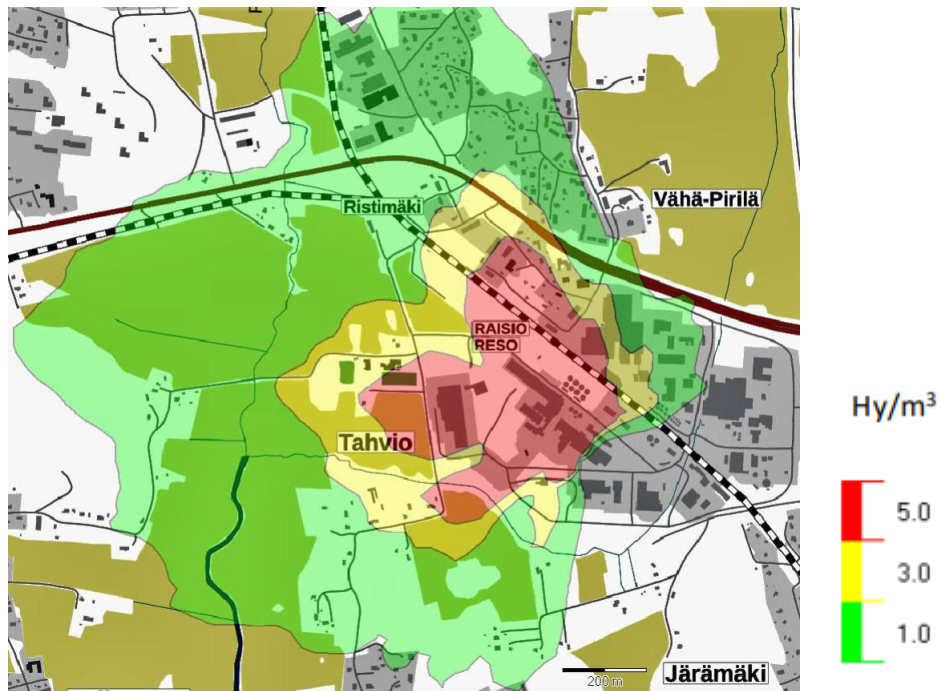 Ristimäki
Vähä-Pirilä
RAISIO
RESO
Tahvio
Järämäki
200 m
Hy/m³
5.0
3.0
1.0